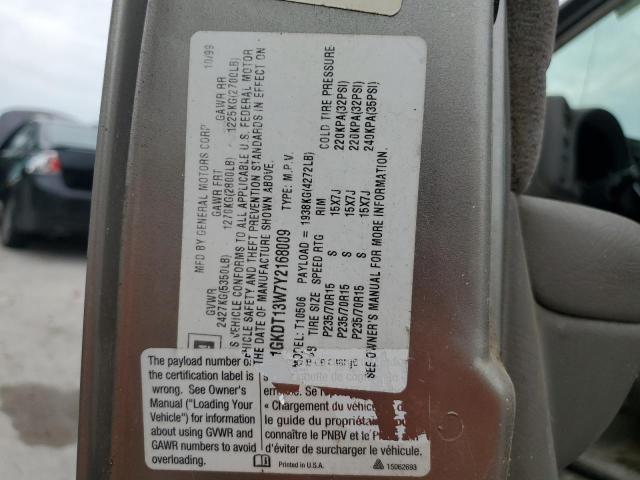 MFD BY GENERAL MOTORS CORP 10/99
GVWR GAWR FRT GAWR RR
2427KG(5350LB) 1270KG(2800LB) 1225KG(2700LB)
S VEHICLE CONFORMS TO ALL APPLICABLE U.S. FEDERAL MOTOR
VEHICLE SAFETY AND THEFT PREVENTION STANDARDS IN EFFECT ON
THE DATE OF MANUFACTURE SHOWN ABOVE.
1GKDT13W7Y2168009 TYPE: M.P.V.
MODEL: T10506 PAYLOAD = 1938KG(4272LB)
TIRE SIZE SPEED RTG RIM COLD TIRE PRESSURE
P235/70R15 S 15X7J 220KPA(32PSI)
P235/70R15 S 15X7J 220KPA(32PSI)
P235/70R15 S 15X7J 240KPA(35PSI)
SEE OWNER'S MANUAL FOR MORE INFORMATION.
The payload number on
the certification label is
wrong. See Owner's
Manual ("Loading Your
Vehicle") for information
about using GVWR and
GAWR numbers to avoid
overloading.
« Chargement du véhicule
le guide du propriétaire
connaître le PNBV et le
d'éviter de surcharger le véhicule.
Printed in U.S.A.
15062693